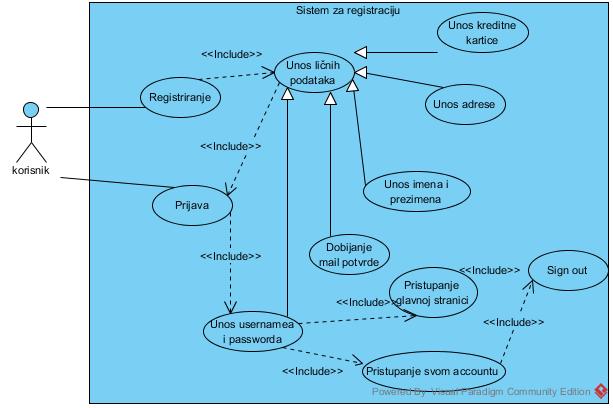 Sistem za registraciju
<<Include>>
Unos kreditne
kartice
Unos ličnih
podataka
Registriranje
Unos adrese
<<Include>>
korisnik
Unos imena i
prezimena
Prijava
Dobijanje
mail potvrde
<<Include>>
<<Include>>
Sign out
Pristupanje
glavnoj stranici
<<Include>>
<<Include>>
Unos usernamea
i passworda
<<Include>>
Pristupanje svom accountu
Powered By Visual Paradigm Community Edition